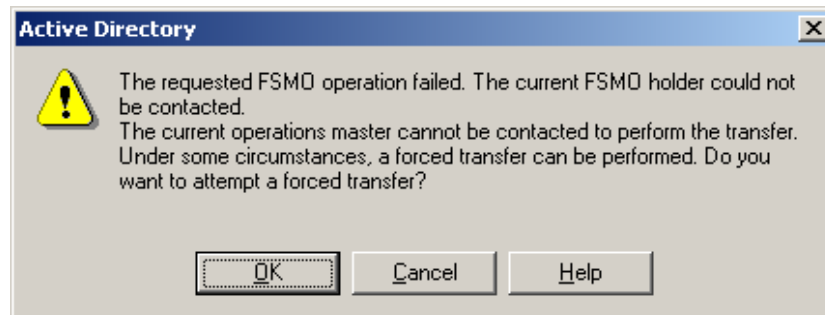 Active Directory
The requested FSMO operation failed. The current FSMO holder could not
be contacted.
The current operations master cannot be contacted to perform the transfer.
Under some circumstances, a forced transfer can be performed. Do you
want to attempt a forced transfer?
OK
Cancel
Help